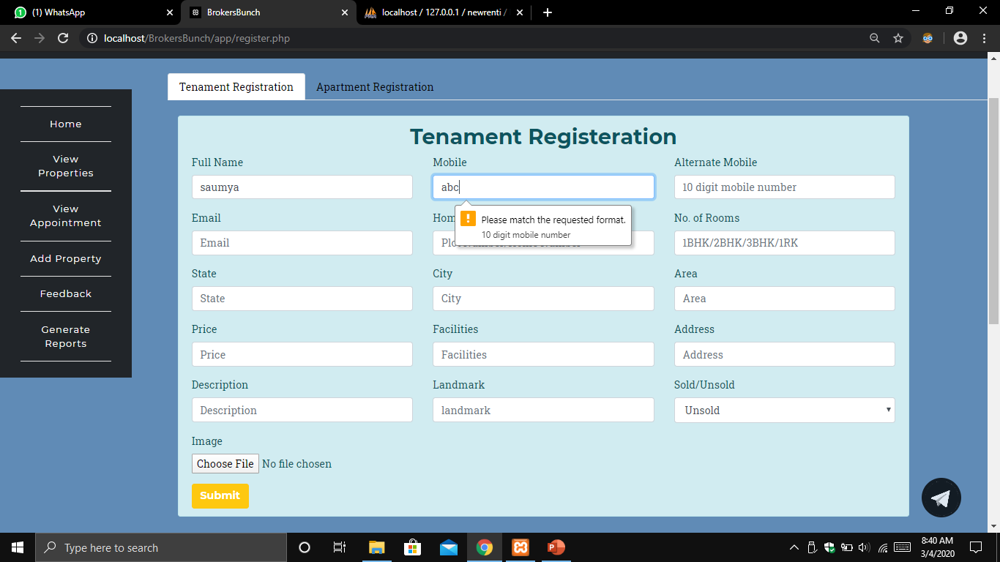 (1) WhatsApp
BrokersBunch
localhost / 127.0.0.1 / newrenti /
localhost/BrokersBunch/app/register.php
Tenament Registration
Apartment Registration
Home
View
Properties
View
Appointment
Add Property
Feedback
Generate
Reports
Tenament Registeration
Full Name
Mobile
Alternate Mobile
saumya
abc
10 digit mobile number
Please match the requested format.
10 digit mobile number
Email
No. of Rooms
Email
1BHK/2BHK/3BHK/1RK
State
City
Area
State
City
Area
Price
Facilities
Address
Price
Facilities
Address
Description
Landmark
Sold/Unsold
Description
landmark
Unsold
Image
Choose File No file chosen
Submit
Type here to search
8:40 AM
3/4/2020